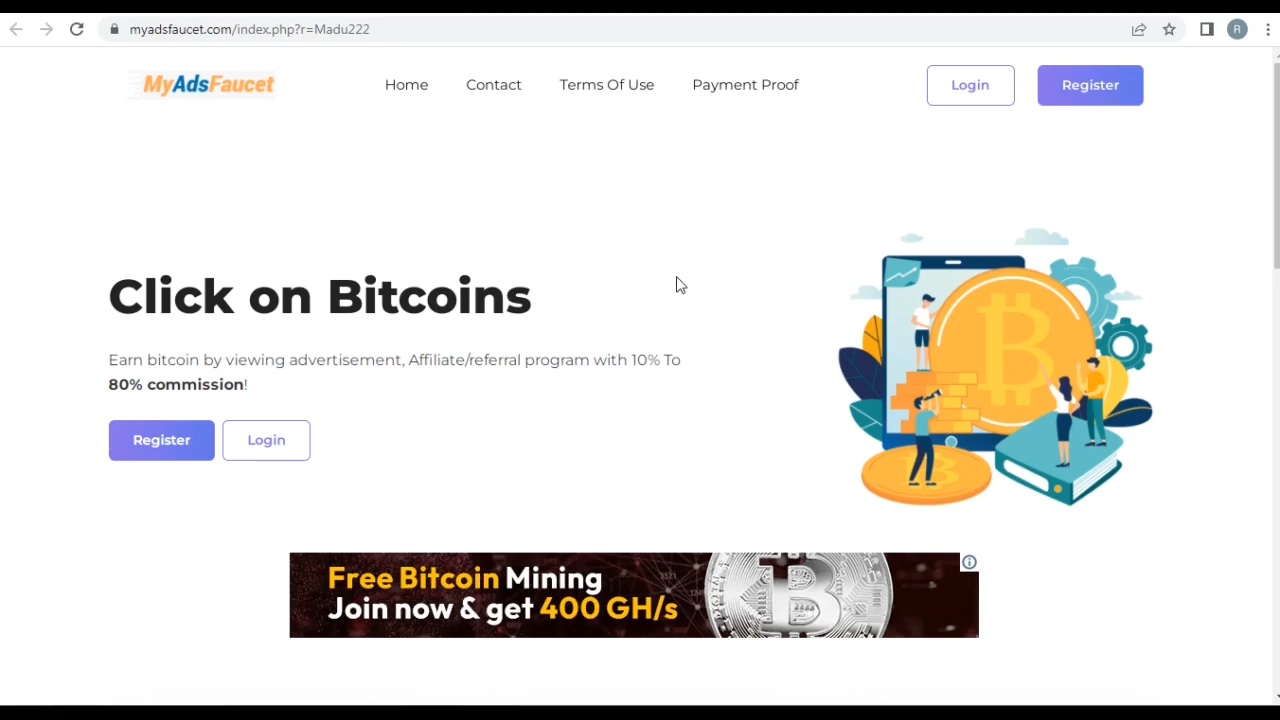 myadsfaucet.com/index.php?r=Madu222
R
MyAdsFaucet
Home
Contact
Terms Of Use
Payment Proof
Login
Register
Click on Bitcoins
Earn bitcoin by viewing advertisement, Affiliate/referral program with 10% To
80% commission!
Register
Login
Free Bitcoin Mining
Join now & get 400 GH/s